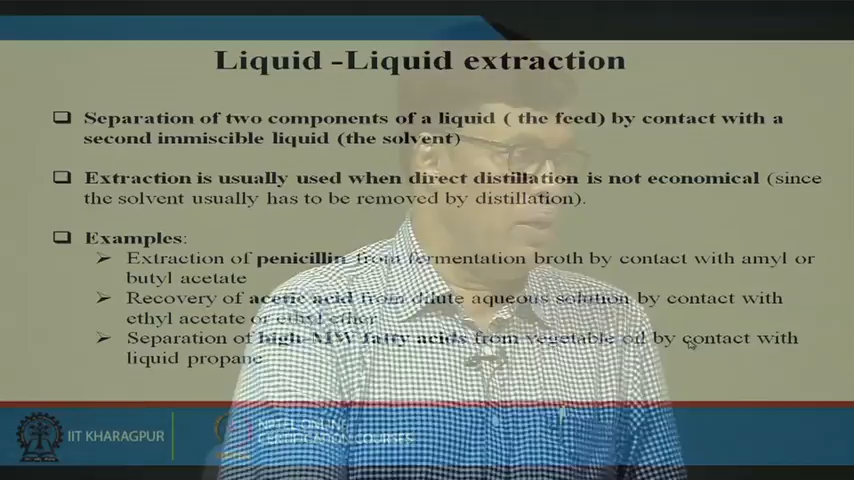 Liquid -Liquid extraction
❑ Separation of two components of a liquid ( the feed) by contact with a
second immiscible liquid (the solvent)
❑ Extraction is usually used when direct distillation is not economical (since
the solvent usually has to be removed by distillation).
❑ Examples:
➢ Extraction of penicillin from fermentation broth by contact with amyl or
butyl acetate
➢ Recovery of acetic acid from dilute aqueous solution by contact with
ethyl acetate or ethyl ether
➢ Separation of high-MW fatty acids from vegetable oil by contact with
liquid propane
IIT KHARAGPUR
NPTEL ONLINE
CERTIFICATION COURSES